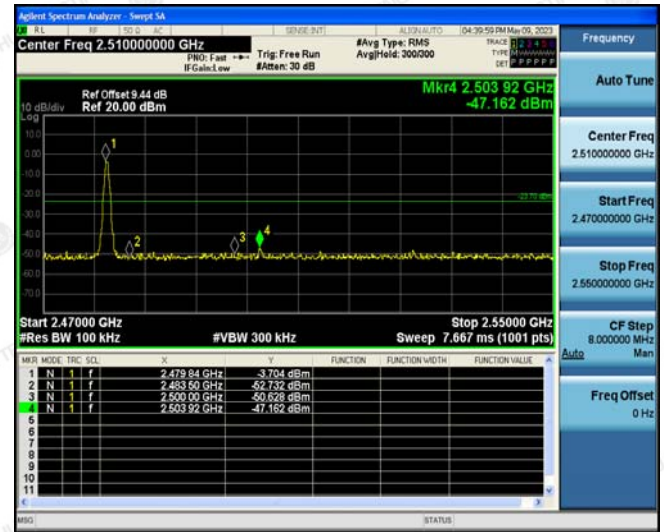 Agilent Spectrum Analyzer - Swept SA
RL RF 50 Ω AC SENSE:INT ALIGNAUTO 04:39:59 PM May 09, 2023
Center Freq 2.510000000 GHz
PNO: Fast
IFGain:Low
Trig: Free Run
#Atten: 30 dB
#Avg Type: RMS
Avg|Hold: 300/300
TRACE 1 2 3 4 5 6
TYPE
DET P P P P P P
Frequency
Auto Tune
Center Freq
2.510000000 GHz
Start Freq
2.470000000 GHz
Stop Freq
2.550000000 GHz
CF Step
8.000000 MHz
Auto Man
Freq Offset
0 Hz
Mkr4 2.503 92 GHz
-47.162 dBm
Ref Offset 9.44 dB
10 dB/div Ref 20.00 dBm
Log
10.0
0.00
-10.0
-20.0
-30.0
-40.0
-50.0
-60.0
-70.0
-23.70 dBm
1
2
3
4
Start 2.47000 GHz Stop 2.55000 GHz
#Res BW 100 kHz #VBW 300 kHz Sweep 7.667 ms (1001 pts)
MKR MODE TRC SCL X Y FUNCTION FUNCTION WIDTH FUNCTION VALUE
1 N 1 f 2.479 84 GHz -3.704 dBm
2 N 1 f 2.483 50 GHz -52.732 dBm
3 N 1 f 2.500 00 GHz -50.628 dBm
4 N 1 f 2.503 92 GHz -47.162 dBm
5
6
7
8
9
10
11
MSG STATUS